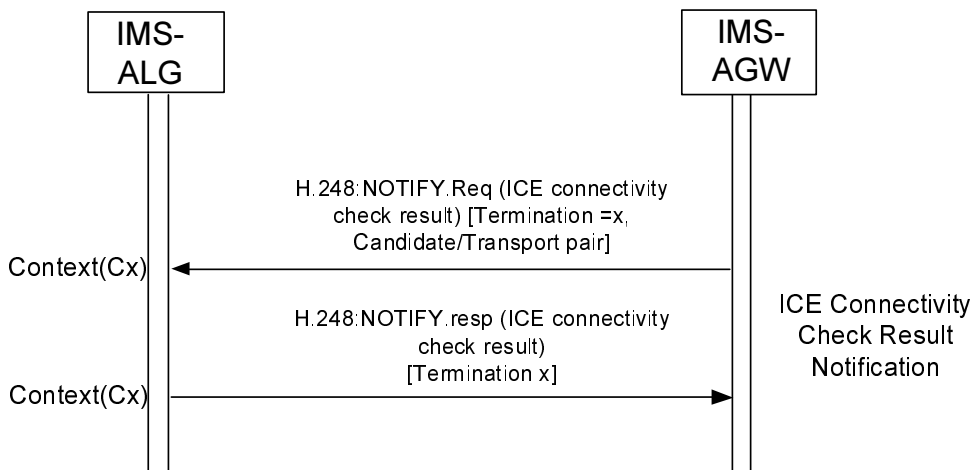 IMS-
ALG
IMS-
AGW
H.248:NOTIFY.Req (ICE connectivity
check result) [Termination =x,
Candidate/Transport pair]
Context(Cx)
H.248:NOTIFY.resp (ICE connectivity
check result)
[Termination x]
Context(Cx)
ICE Connectivity
Check Result
Notification